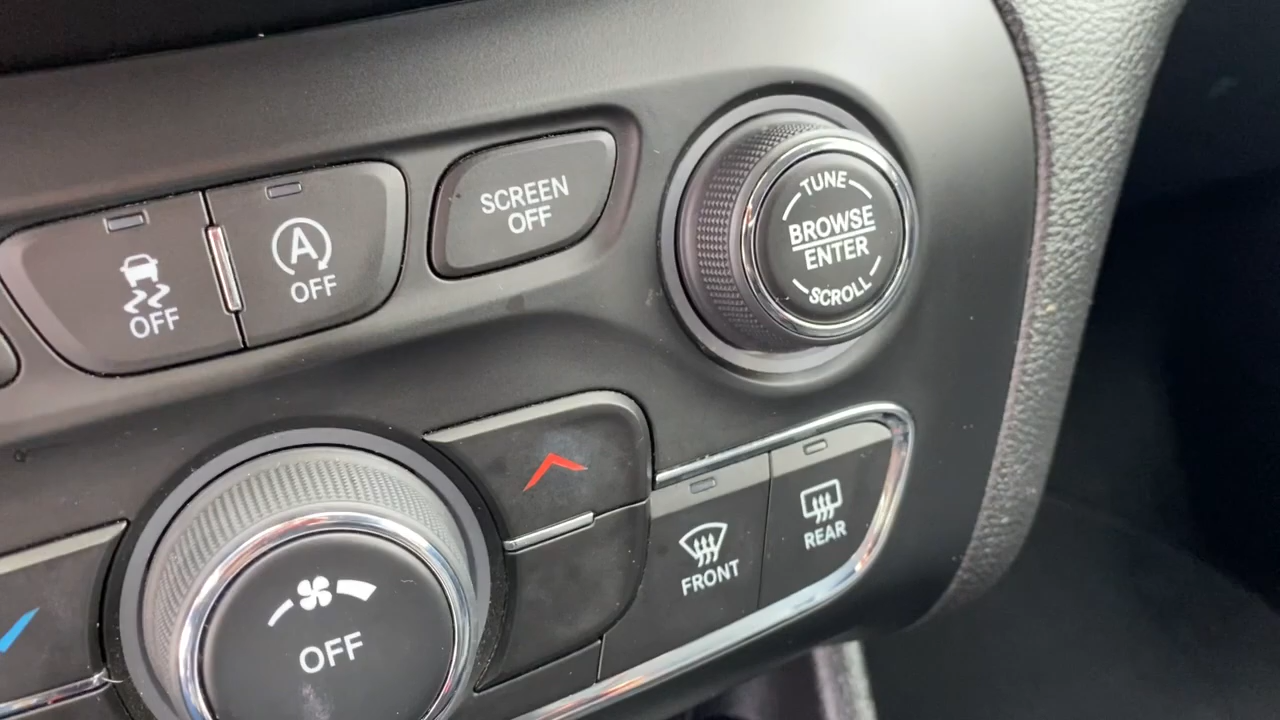 OFF
A
OFF
SCREEN
OFF
TUNE
BROWSE
ENTER
SCROLL
FRONT
REAR
OFF